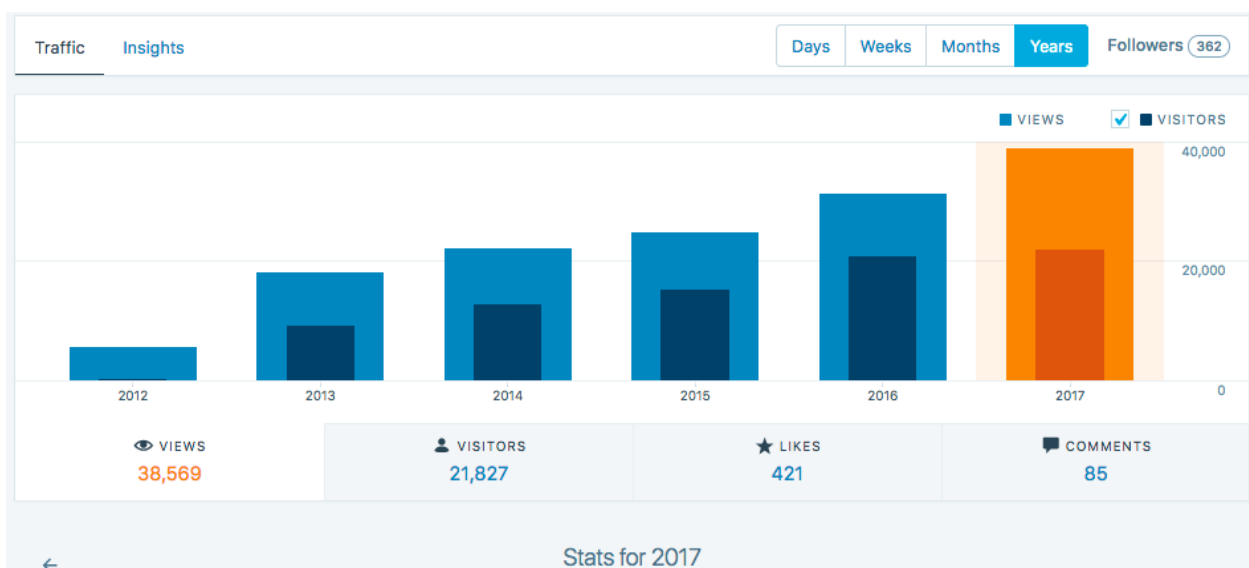 Traffic Insights Days Weeks Months Years Followers 362
VIEWS VISITORS
40,000
20,000
0
2012 2013 2014 2015 2016 2017
VIEWS VISITORS LIKES COMMENTS
38,569 21,827 421 85
Stats for 2017